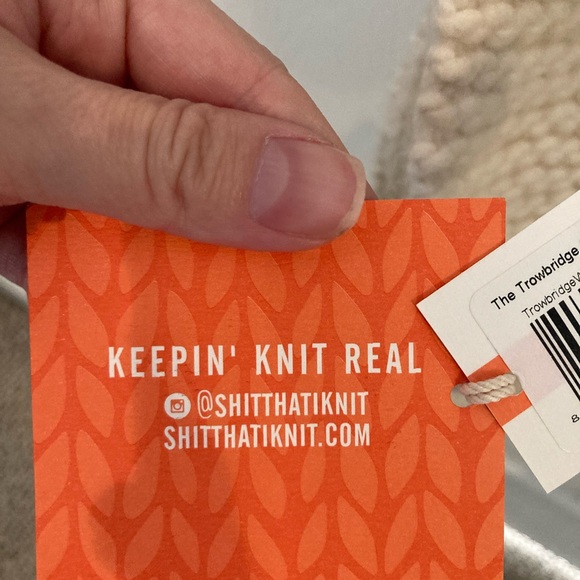 KEEPIN' KNIT REAL
@SHITTHATIKNIT
SHITTHATIKNIT.COM
The Trowbridge